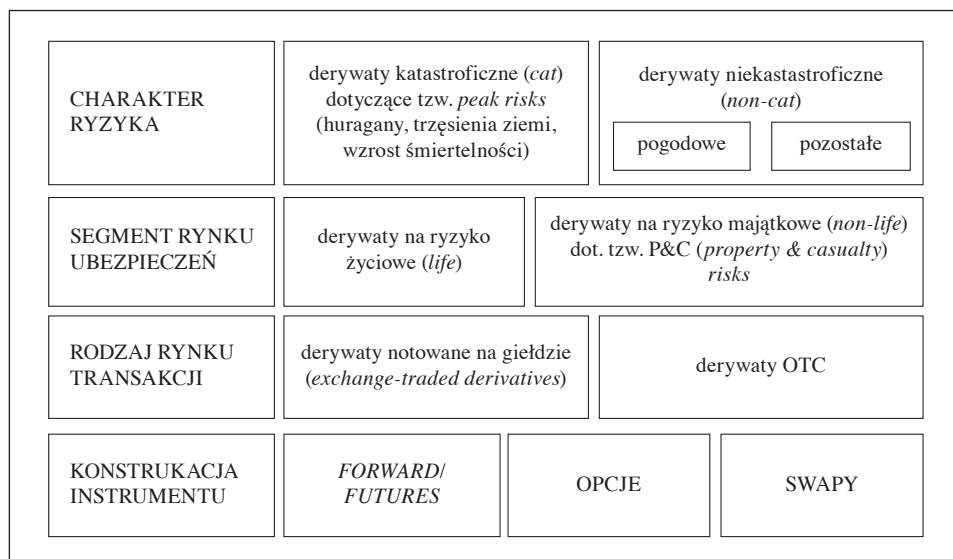 CHARAKTER
RYZYKA
derywaty katastroficzne (cat)
dotyczące tzw. peak risks
(huragany, trzęsienia ziemi,
wzrost śmiertelności)
derywaty niekastastroficzne
(non-cat)
pogodowe
pozostałe
SEGMENT RYNKU
UBEZPIECZEŃ
derywaty na ryzyko
życiowe (life)
derywaty na ryzyko majątkowe (non-life)
dot. tzw. P&C (property & casualty)
risks
RODZAJ RYNKU
TRANSAKCJI
derywaty notowane na giełdzie
(exchange-traded derivatives)
derywaty OTC
KONSTRUKACJA
INSTRUMENTU
FORWARD/
FUTURES
OPCJE
SWAPY